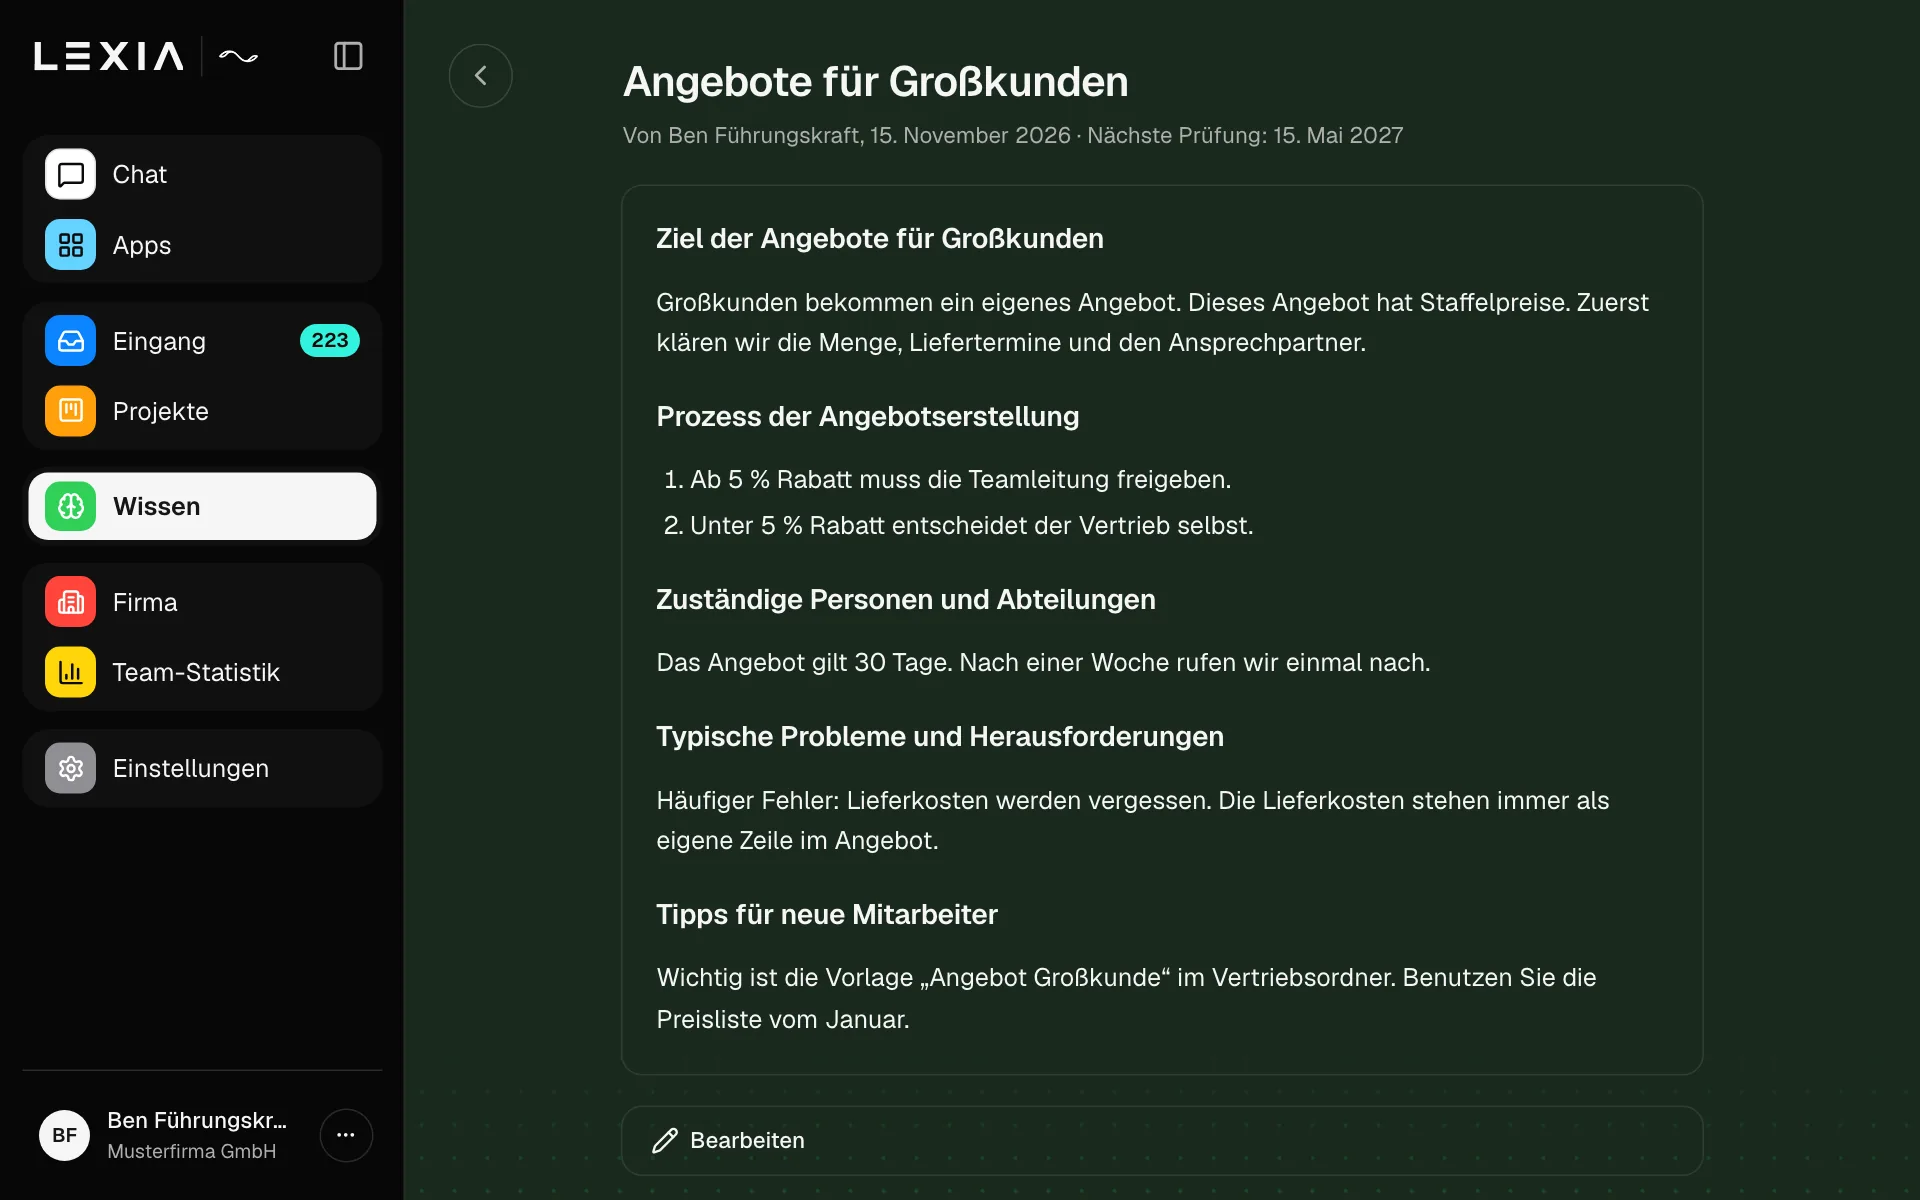 LEXIA
Chat
Apps
Eingang 223
Projekte
Wissen
Firma
Team-Statistik
Einstellungen
BF
Ben Führungskr...
Musterfirma GmbH
Angebote für Großkunden
Von Ben Führungskraft, 15. November 2026 · Nächste Prüfung: 15. Mai 2027
Ziel der Angebote für Großkunden
Großkunden bekommen ein eigenes Angebot. Dieses Angebot hat Staffelpreise. Zuerst
klären wir die Menge, Liefertermine und den Ansprechpartner.
Prozess der Angebotserstellung
1. Ab 5 % Rabatt muss die Teamleitung freigeben.
2. Unter 5 % Rabatt entscheidet der Vertrieb selbst.
Zuständige Personen und Abteilungen
Das Angebot gilt 30 Tage. Nach einer Woche rufen wir einmal nach.
Typische Probleme und Herausforderungen
Häufiger Fehler: Lieferkosten werden vergessen. Die Lieferkosten stehen immer als
eigene Zeile im Angebot.
Tipps für neue Mitarbeiter
Wichtig ist die Vorlage „Angebot Großkunde“ im Vertriebsordner. Benutzen Sie die
Preisliste vom Januar.
Bearbeiten